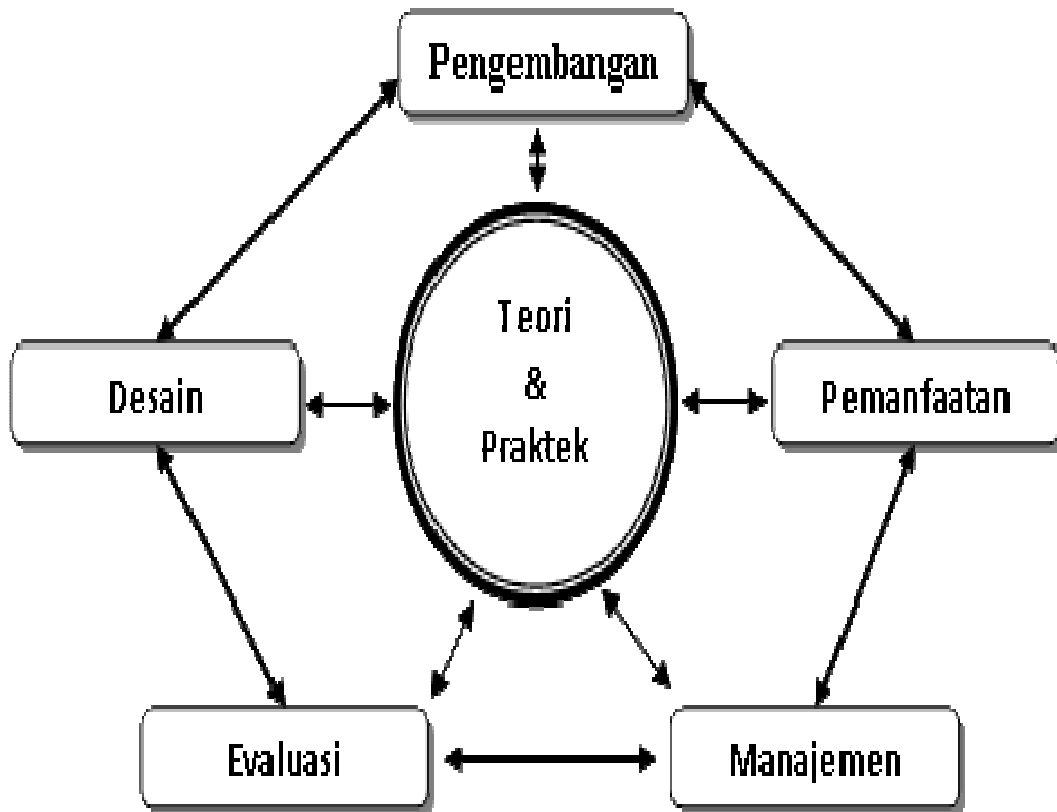 Pengembangan
Teori
&
Praktek
Desain
Pemanfaatan
Evaluasi
Manajemen